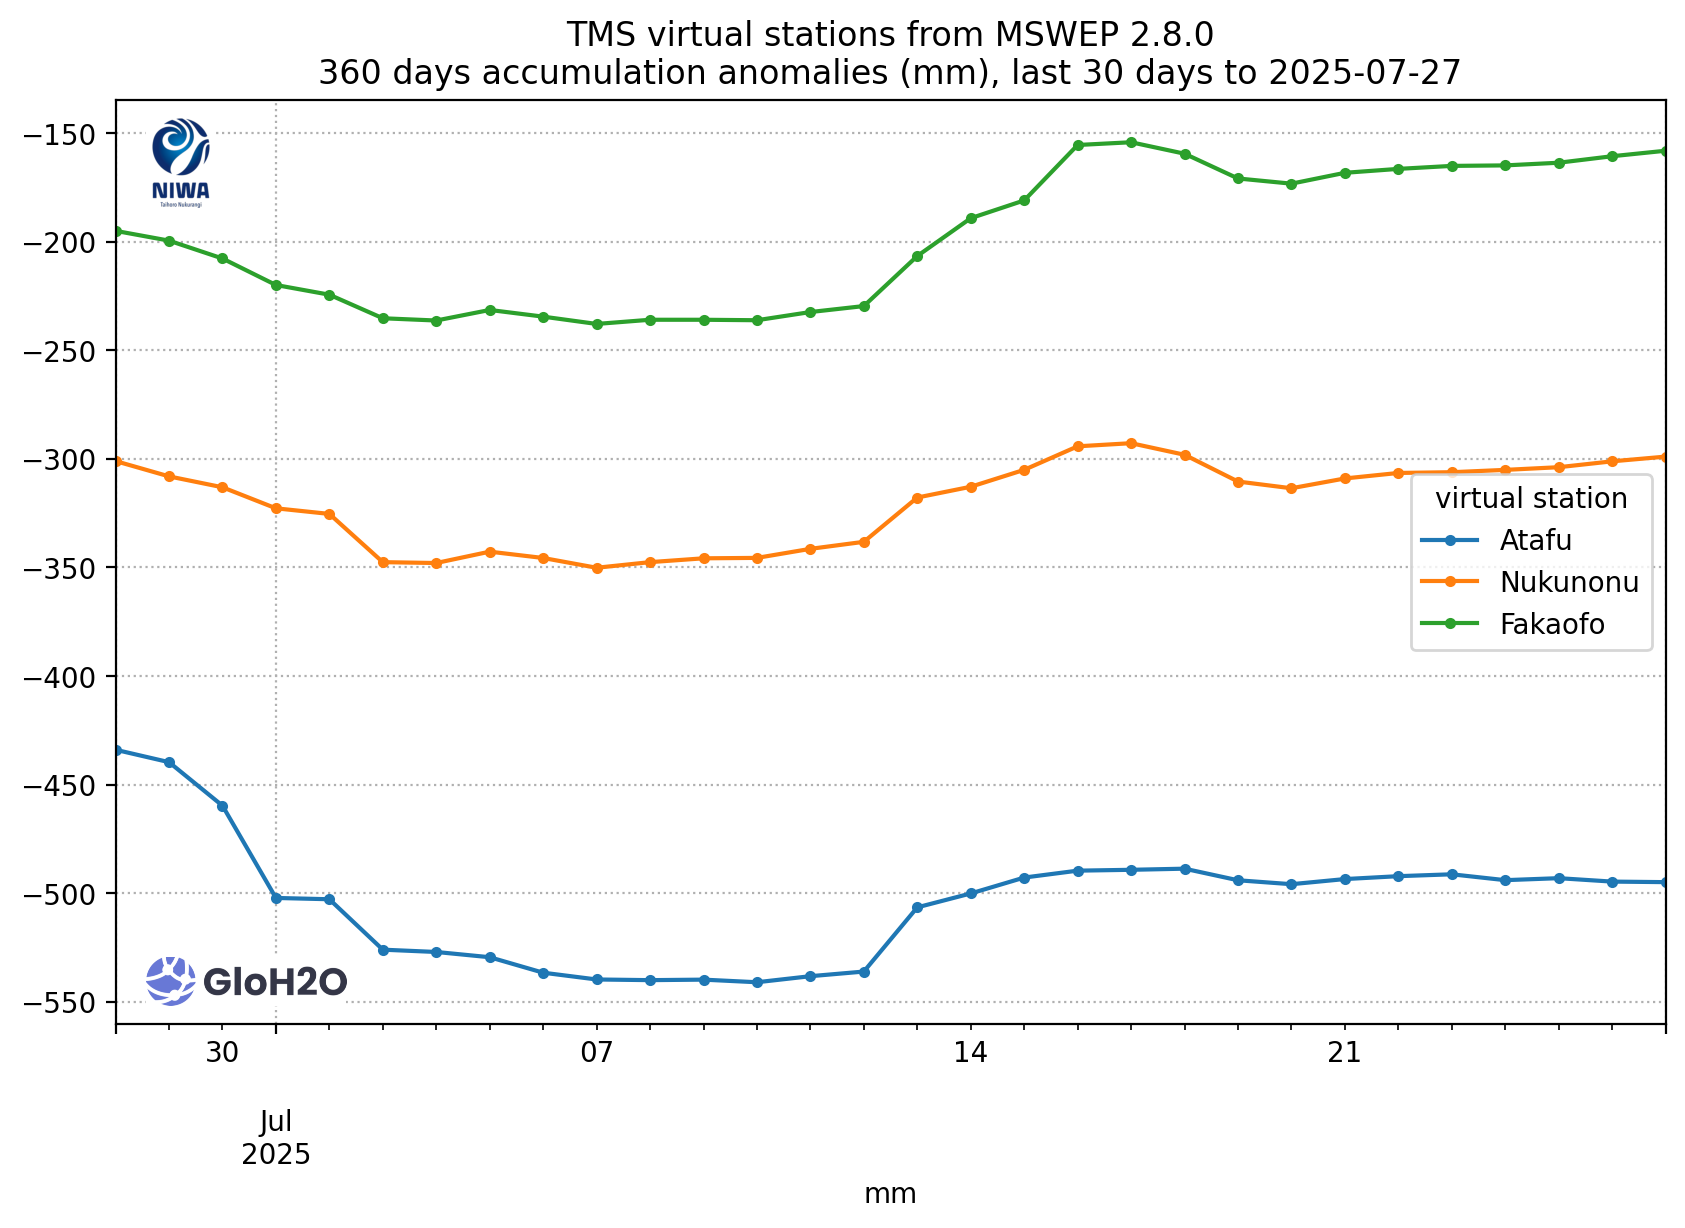 TMS virtual stations from MSWEP 2.8.0
360 days accumulation anomalies (mm), last 30 days to 2025-07-27
−150
−200
−250
−300
−350
−400
−450
−500
−550
NIWA
Taihoro Nukurangi
virtual station
Atafu
Nukunonu
Fakaofo
GloH2O
30
07
14
21
Jul
2025
mm